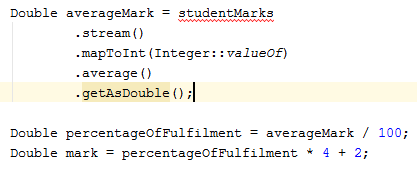 Double averageMark = studentMarks
.stream()
.mapToInt(Integer::valueOf)
.average()
.getAsDouble();
Double percentageOfFulfilment = averageMark / 100;
Double mark = percentageOfFulfilment * 4 + 2;